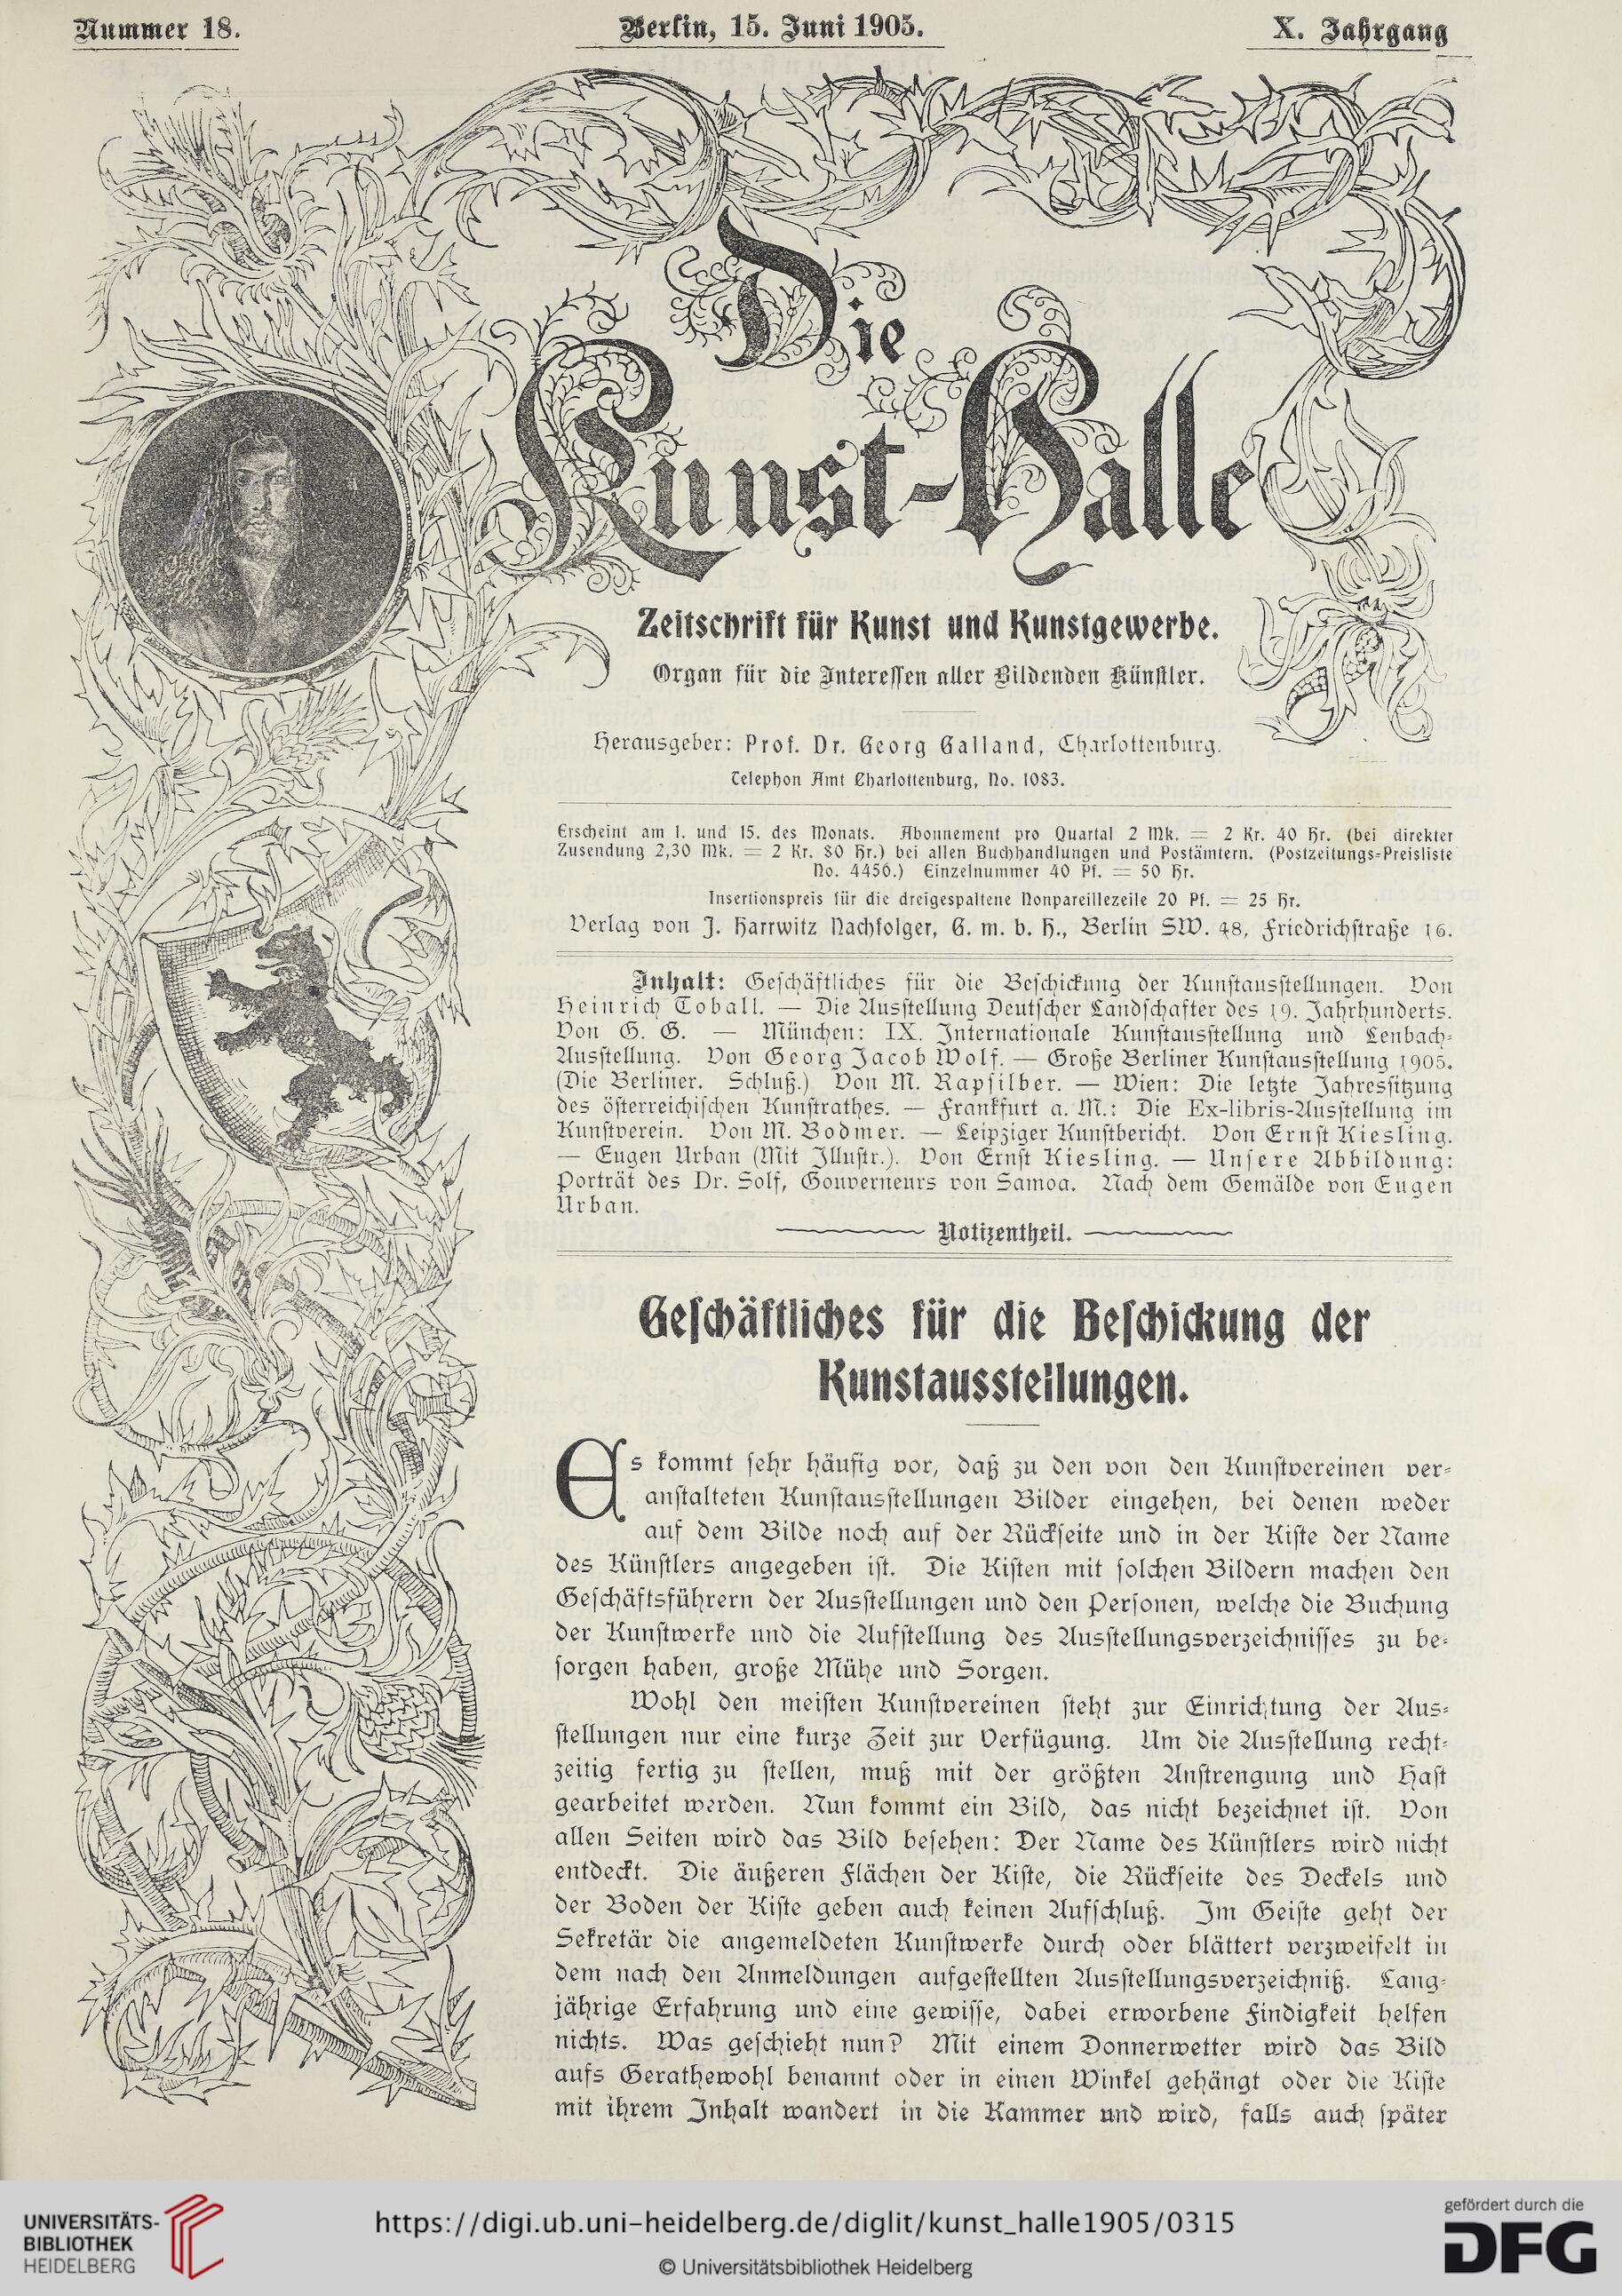 Nummer 18.
Berlin, 15. Juni 1905.
X. Jahrgang
Die
Kunst-Halle
Zeitschrift für Kunst und Kunstgewerbe.
Organ für die Interessen aller Bildenden Künstler.
Herausgeber: Prof. Dr. Georg Galland, Charlottenburg.
Telephon Amt Charlottenburg, No. 1083.
Erscheint am 1. und 15. des Monats. Abonnement pro Quartal 2 Mk. = 2 Kr. 40 Hr. (bei direkter
Zusendung 2,30 Mk. = 2 Kr. 80 Hr.) bei allen Buchhandlungen und Postämtern. (Postzeitungs-Preisliste
No. 4456.) Einzelnummer 40 Pf. = 50 Hr.
Insertionspreis für die dreigespaltene Nonpareillezeile 20 Pf. = 25 Hr.
Verlag von J. Harrwitz Nachfolger, G. m. b. H., Berlin SW. 48, Friedrichstraße 16.
Inhalt: Geschäftliches für die Beschickung der Kunstausstellungen. Von
Heinrich Toball. — Die Ausstellung Deutscher Landschafter des 19. Jahrhunderts.
Von G. G. — München: IX. Internationale Kunstausstellung und Lenbach-
Ausstellung. Von Georg Jacob Wolf. — Große Berliner Kunstausstellung 1905.
(Die Berliner. Schluß.) Von M. Rapsilber. — Wien: Die letzte Jahressitzung
des österreichischen Kunstrathes. — Frankfurt a. M.: Die Ex-libris-Ausstellung im
Kunstverein. Von M. Bodmer. — Leipziger Kunstbericht. Von Ernst Kiesling.
— Eugen Urban (Mit Illustr.). Von Ernst Kiesling. — Unsere Abbildung:
Porträt des Dr. Solf, Gouverneurs von Samoa. Nach dem Gemälde von Eugen
Urban.
Notizentheil.
Geschäftliches für die Beschickung der
Kunstausstellungen.
Es kommt sehr häufig vor, daß zu den von den Kunstvereinen ver-
anstalteten Kunstausstellungen Bilder eingehen, bei denen weder
auf dem Bilde noch auf der Rückseite und in der Kiste der Name
des Künstlers angegeben ist. Die Kisten mit solchen Bildern machen den
Geschäftsführern der Ausstellungen und den Personen, welche die Buchung
der Kunstwerke und die Aufstellung des Ausstellungsverzeichnisses zu be-
sorgen haben, große Mühe und Sorgen.
Wohl den meisten Kunstvereinen steht zur Einrichtung der Aus-
stellungen nur eine kurze Zeit zur Verfügung. Um die Ausstellung recht-
zeitig fertig zu stellen, muß mit der größten Anstrengung und Hast
gearbeitet werden. Nun kommt ein Bild, das nicht bezeichnet ist. Von
allen Seiten wird das Bild besehen: Der Name des Künstlers wird nicht
entdeckt. Die äußeren Flächen der Kiste, die Rückseite des Deckels und
der Boden der Kiste geben auch keinen Aufschluß. Im Geiste geht der
Sekretär die angemeldeten Kunstwerke durch oder blättert verzweifelt in
dem nach den Anmeldungen aufgestellten Ausstellungsverzeichniß. Lang-
jährige Erfahrung und eine gewisse, dabei erworbene Findigkeit helfen
nichts. Was geschieht nun? Mit einem Donnerwetter wird das Bild
aufs Gerathewohl benannt oder in einen Winkel gehängt oder die Kiste
mit ihrem Inhalt wandert in die Kammer und wird, falls auch später
UNIVERSITÄTS-
BIBLIOTHEK
HEIDELBERG
https://digi.ub.uni-heidelberg.de/diglit/kunst_halle1905/0315
© Universitätsbibliothek Heidelberg
gefördert durch die
DFG